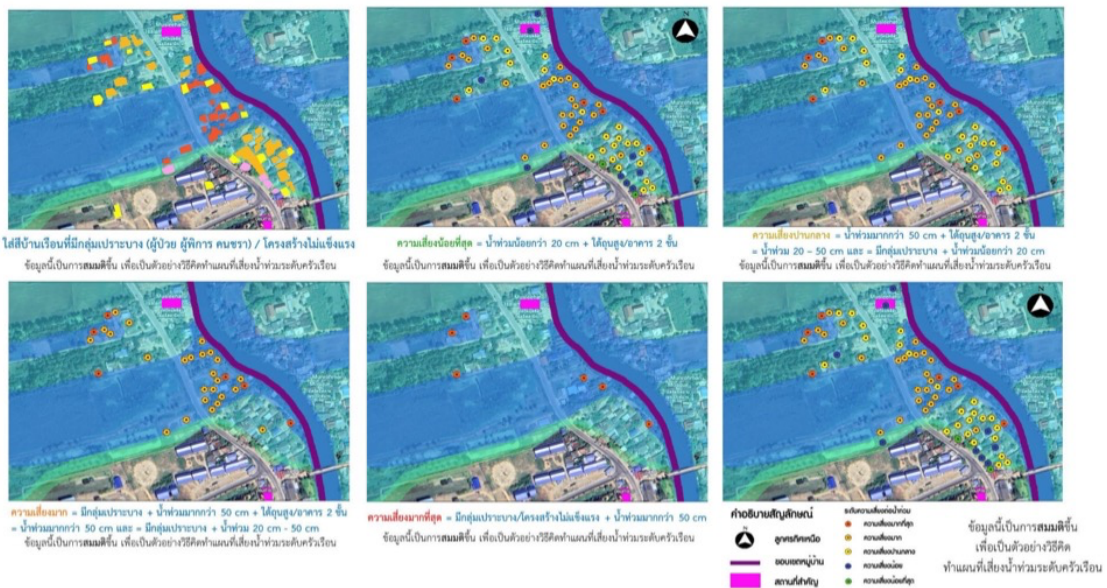 ใส่สีบ้านเรือนที่มีกลุ่มเปราะบาง (ผู้ป่วย ผู้พิการ คนชรา) / โครงสร้างไม่แข็งแรง
ข้อมูลนี้เป็นการสมมติขึ้น เพื่อเป็นตัวอย่างวิธีคิดทำแผนที่เสี่ยงน้ำท่วมระดับครัวเรือน
ความเสี่ยงน้อยที่สุด = น้ำท่วมน้อยกว่า 20 cm + ใต้ถุนสูง/อาคาร 2 ชั้น
ข้อมูลนี้เป็นการสมมติขึ้น เพื่อเป็นตัวอย่างวิธีคิดทำแผนที่เสี่ยงน้ำท่วมระดับครัวเรือน
ความเสี่ยงปานกลาง = น้ำท่วมมากกว่า 50 cm + ใต้ถุนสูง/อาคาร 2 ชั้น
= น้ำท่วม 20 – 50 cm และ = มีกลุ่มเปราะบาง + น้ำท่วมน้อยกว่า 20 cm
ข้อมูลนี้เป็นการสมมติขึ้น เพื่อเป็นตัวอย่างวิธีคิดทำแผนที่เสี่ยงน้ำท่วมระดับครัวเรือน
ความเสี่ยงมาก = มีกลุ่มเปราะบาง + น้ำท่วมมากกว่า 50 cm + ใต้ถุนสูง/อาคาร 2 ชั้น
= น้ำท่วมมากกว่า 50 cm และ = มีกลุ่มเปราะบาง + น้ำท่วม 20 cm - 50 cm
ข้อมูลนี้เป็นการสมมติขึ้น เพื่อเป็นตัวอย่างวิธีคิดทำแผนที่เสี่ยงน้ำท่วมระดับครัวเรือน
ความเสี่ยงมากที่สุด = มีกลุ่มเปราะบาง/โครงสร้างไม่แข็งแรง + น้ำท่วมมากกว่า 50 cm
ข้อมูลนี้เป็นการสมมติขึ้น เพื่อเป็นตัวอย่างวิธีคิดทำแผนที่เสี่ยงน้ำท่วมระดับครัวเรือน
คำอธิบายสัญลักษณ์
ลูกศรทิศเหนือ
ขอบเขตหมู่บ้าน
สถานที่สำคัญ
ระดับความเสี่ยงต่อน้ำท่วม
ความเสี่ยงมากที่สุด
ความเสี่ยงมาก
ความเสี่ยงปานกลาง
ความเสี่ยงน้อย
ความเสี่ยงน้อยที่สุด
ข้อมูลนี้เป็นการสมมติขึ้น
เพื่อเป็นตัวอย่างวิธีคิด
ทำแผนที่เสี่ยงน้ำท่วมระดับครัวเรือน